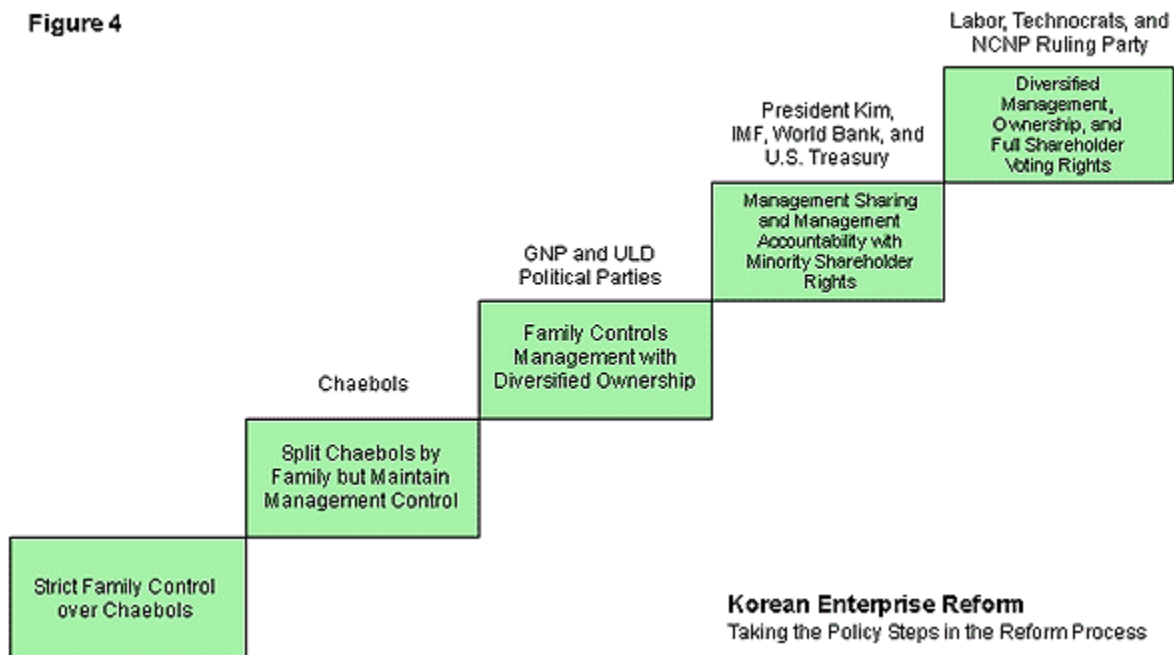 Figure 4
Labor, Technocrats, and
NCNP Ruling Party
Diversified
Management,
Ownership, and
Full Shareholder
Voting Rights
President Kim,
IMF, World Bank, and
U.S. Treasury
Management Sharing
and Management
Accountability with
Minority Shareholder
Rights
GNP and ULD
Political Parties
Family Controls
Management with
Diversified Ownership
Chaebols
Split Chaebols by
Family but Maintain
Management Control
Strict Family Control
over Chaebols
Korean Enterprise Reform
Taking the Policy Steps in the Reform Process